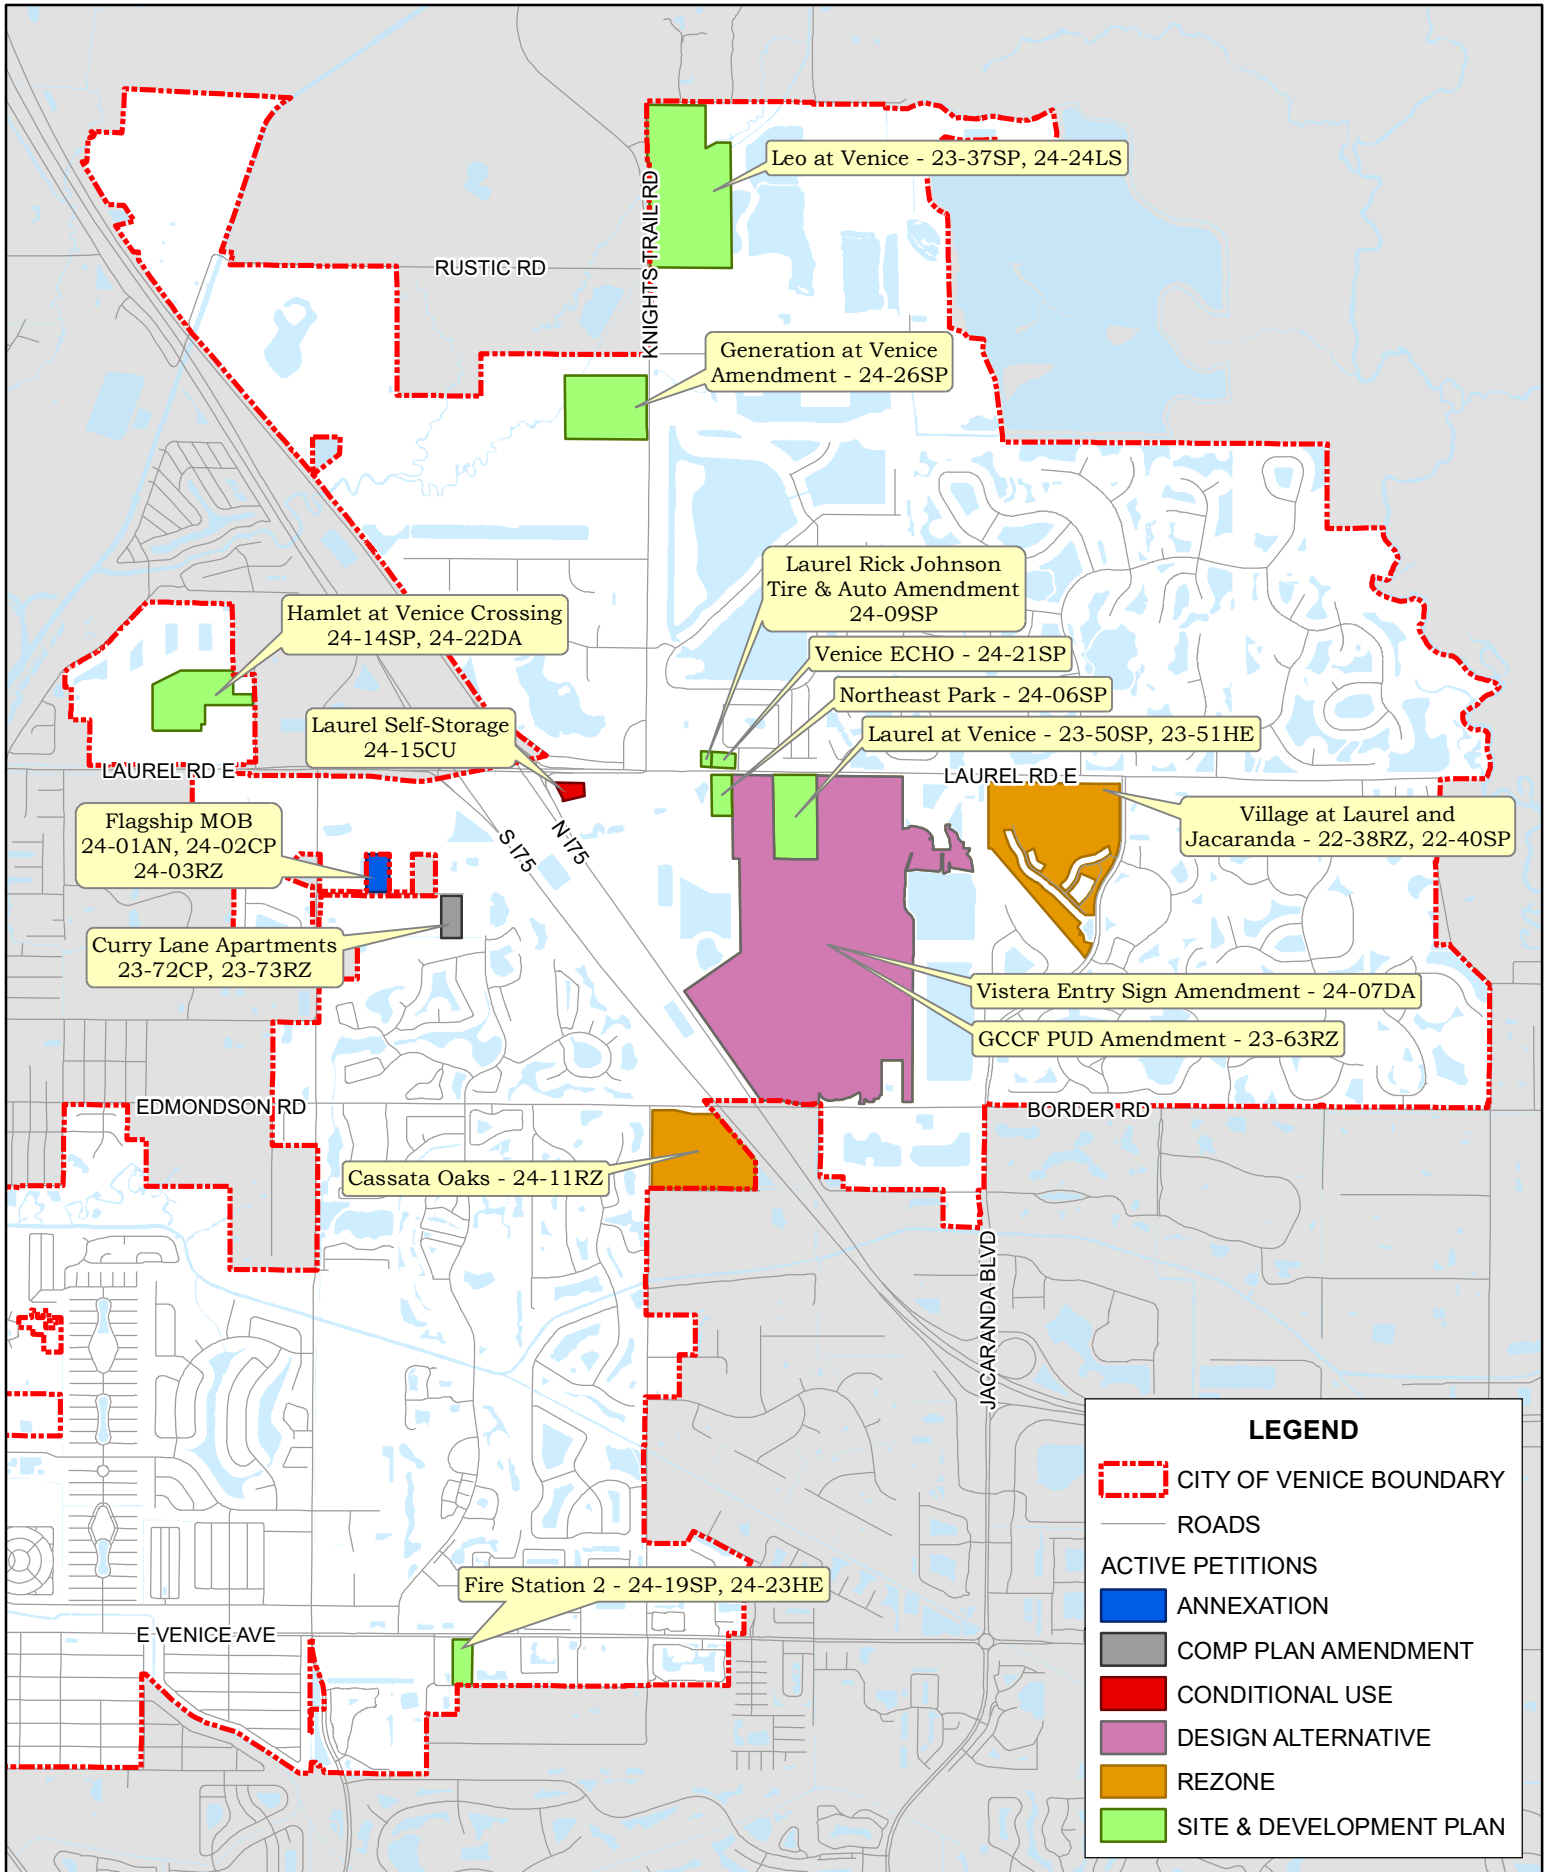 Leo at Venice - 23-37SP, 24-24LS
KNIGHTS TRAIL RD
RUSTIC RD
Generation at Venice
Amendment - 24-26SP
Laurel Rick Johnson
Tire & Auto Amendment
24-09SP
Hamlet at Venice Crossing
24-14SP, 24-22DA
Venice ECHO - 24-21SP
Northeast Park - 24-06SP
Laurel Self-Storage
24-15CU
Laurel at Venice - 23-50SP, 23-51HE
LAUREL RD E
LAUREL RD E
Village at Laurel and
Jacaranda - 22-38RZ, 22-40SP
Flagship MOB
24-01AN, 24-02CP
24-03RZ
S I75
N I75
Curry Lane Apartments
23-72CP, 23-73RZ
Vistera Entry Sign Amendment - 24-07DA
GCCF PUD Amendment - 23-63RZ
EDMONDSON RD
BORDER RD
Cassata Oaks - 24-11RZ
JACARANDA BLVD
Fire Station 2 - 24-19SP, 24-23HE
E VENICE AVE
LEGEND
CITY OF VENICE BOUNDARY
ROADS
ACTIVE PETITIONS
ANNEXATION
COMP PLAN AMENDMENT
CONDITIONAL USE
DESIGN ALTERNATIVE
REZONE
SITE & DEVELOPMENT PLAN